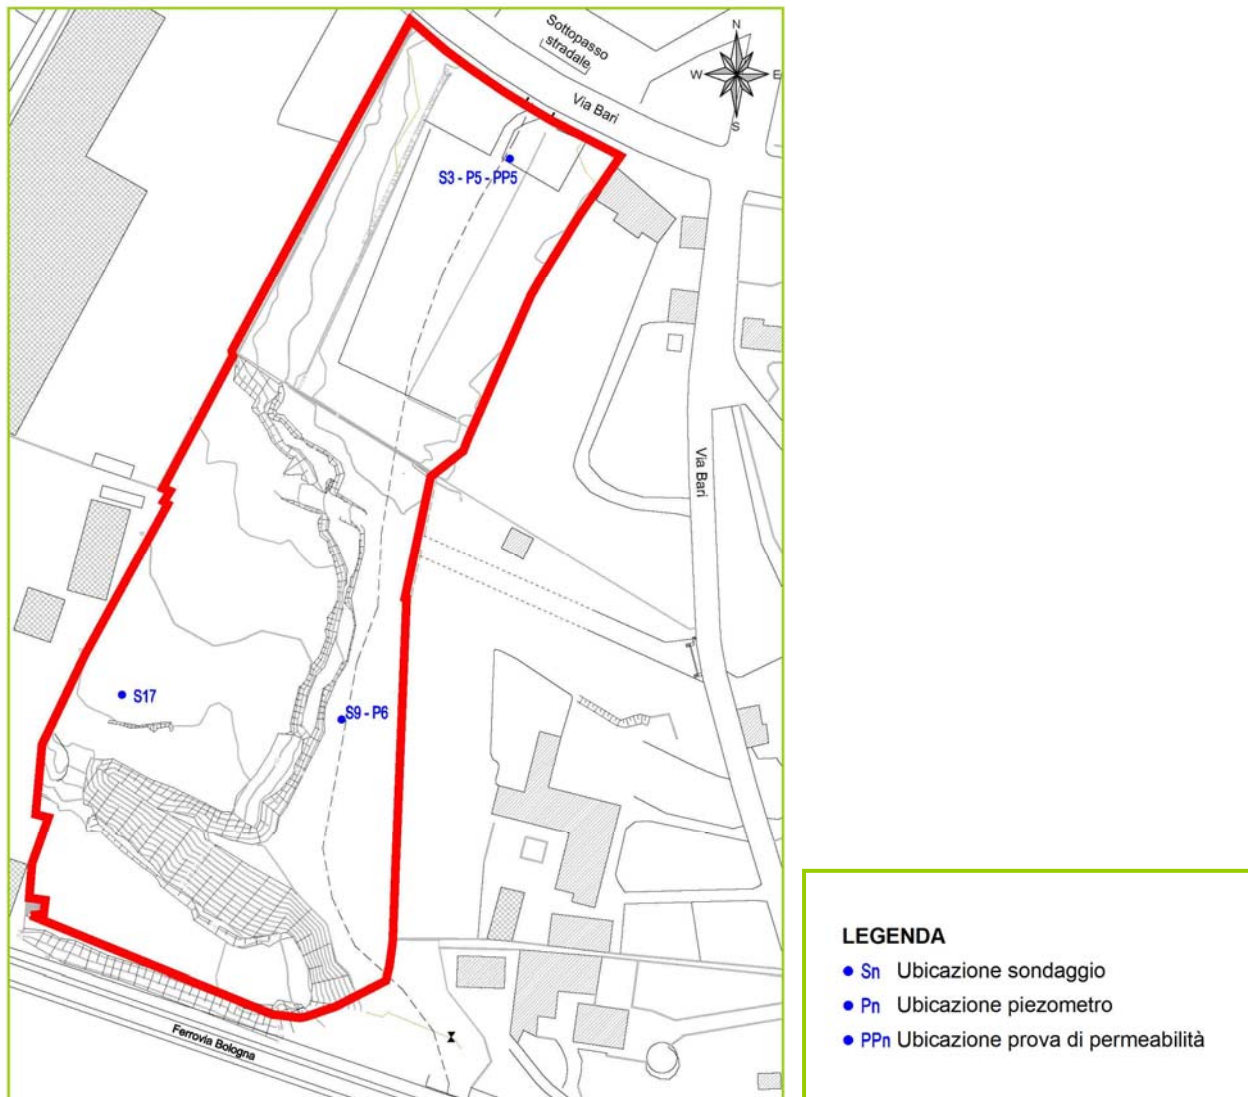 Sottopasso
stradale
N
W
E
S
Via Bari
S3 - P5 - PP5
Via Bari
S17
S9 - P6
Ferrovia Bologna
LEGENDA
Sn Ubicazione sondaggio
Pn Ubicazione piezometro
PPn Ubicazione prova di permeabilità